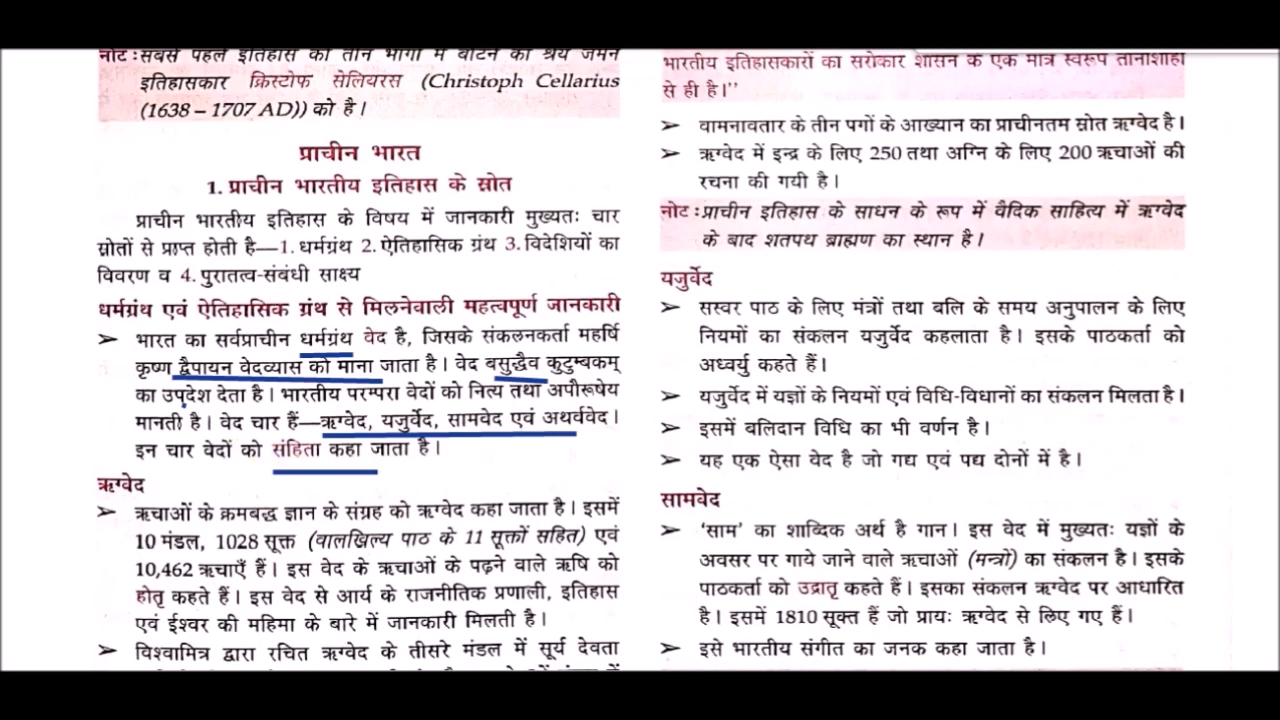 नोट : सबसे पहले इतिहास को तीन भागों में बाँटने का श्रेय जर्मन
इतिहासकार क्रिस्टोफ सेलियरस (Christoph Cellarius
(1638 – 1707 AD)) को है।
प्राचीन भारत
1. प्राचीन भारतीय इतिहास के स्रोत
प्राचीन भारतीय इतिहास के विषय में जानकारी मुख्यतः चार
स्रोतों से प्राप्त होती है—1. धर्मग्रंथ 2. ऐतिहासिक ग्रंथ 3. विदेशियों का
विवरण व 4. पुरातत्व-संबंधी साक्ष्य
धर्मग्रंथ एवं ऐतिहासिक ग्रंथ से मिलनेवाली महत्वपूर्ण जानकारी
➢ भारत का सर्वप्राचीन धर्मग्रंथ वेद है, जिसके संकलनकर्ता महर्षि
कृष्ण द्वैपायन वेदव्यास को माना जाता है। वेद बसुद्धैव कुटुम्बकम्
का उपदेश देता है। भारतीय परम्परा वेदों को नित्य तथा अपौरूषेय
मानती है। वेद चार हैं—ऋग्वेद, यजुर्वेद, सामवेद एवं अथर्ववेद।
इन चार वेदों को संहिता कहा जाता है।
ऋग्वेद
➢ ऋचाओं के क्रमबद्ध ज्ञान के संग्रह को ऋग्वेद कहा जाता है। इसमें
10 मंडल, 1028 सूक्त (वालखिल्य पाठ के 11 सूक्तों सहित) एवं
10,462 ऋचाएँ हैं। इस वेद के ऋचाओं के पढ़ने वाले ऋषि को
होतृ कहते हैं। इस वेद से आर्य के राजनीतिक प्रणाली, इतिहास
एवं ईश्वर की महिमा के बारे में जानकारी मिलती है।
➢ विश्वामित्र द्वारा रचित ऋग्वेद के तीसरे मंडल में सूर्य देवता
भारतीय इतिहासकारों का सरोकार शासन के एक मात्र स्वरूप तानाशाही
से ही है।”
➢ वामनावतार के तीन पगों के आख्यान का प्राचीनतम स्रोत ऋग्वेद है।
➢ ऋग्वेद में इन्द्र के लिए 250 तथा अग्नि के लिए 200 ऋचाओं की
रचना की गयी है।
नोट : प्राचीन इतिहास के साधन के रूप में वैदिक साहित्य में ऋग्वेद
के बाद शतपथ ब्राह्मण का स्थान है।
यजुर्वेद
➢ सस्वर पाठ के लिए मंत्रों तथा बलि के समय अनुपालन के लिए
नियमों का संकलन यजुर्वेद कहलाता है। इसके पाठकर्ता को
अध्वर्यु कहते हैं।
➢ यजुर्वेद में यज्ञों के नियमों एवं विधि-विधानों का संकलन मिलता है।
➢ इसमें बलिदान विधि का भी वर्णन है।
➢ यह एक ऐसा वेद है जो गद्य एवं पद्य दोनों में है।
सामवेद
➢ ‘साम’ का शाब्दिक अर्थ है गान। इस वेद में मुख्यतः यज्ञों के
अवसर पर गाये जाने वाले ऋचाओं (मन्त्रों) का संकलन है। इसके
पाठकर्ता को उद्रातृ कहते हैं। इसका संकलन ऋग्वेद पर आधारित
है। इसमें 1810 सूक्त हैं जो प्रायः ऋग्वेद से लिए गए हैं।
➢ इसे भारतीय संगीत का जनक कहा जाता है।